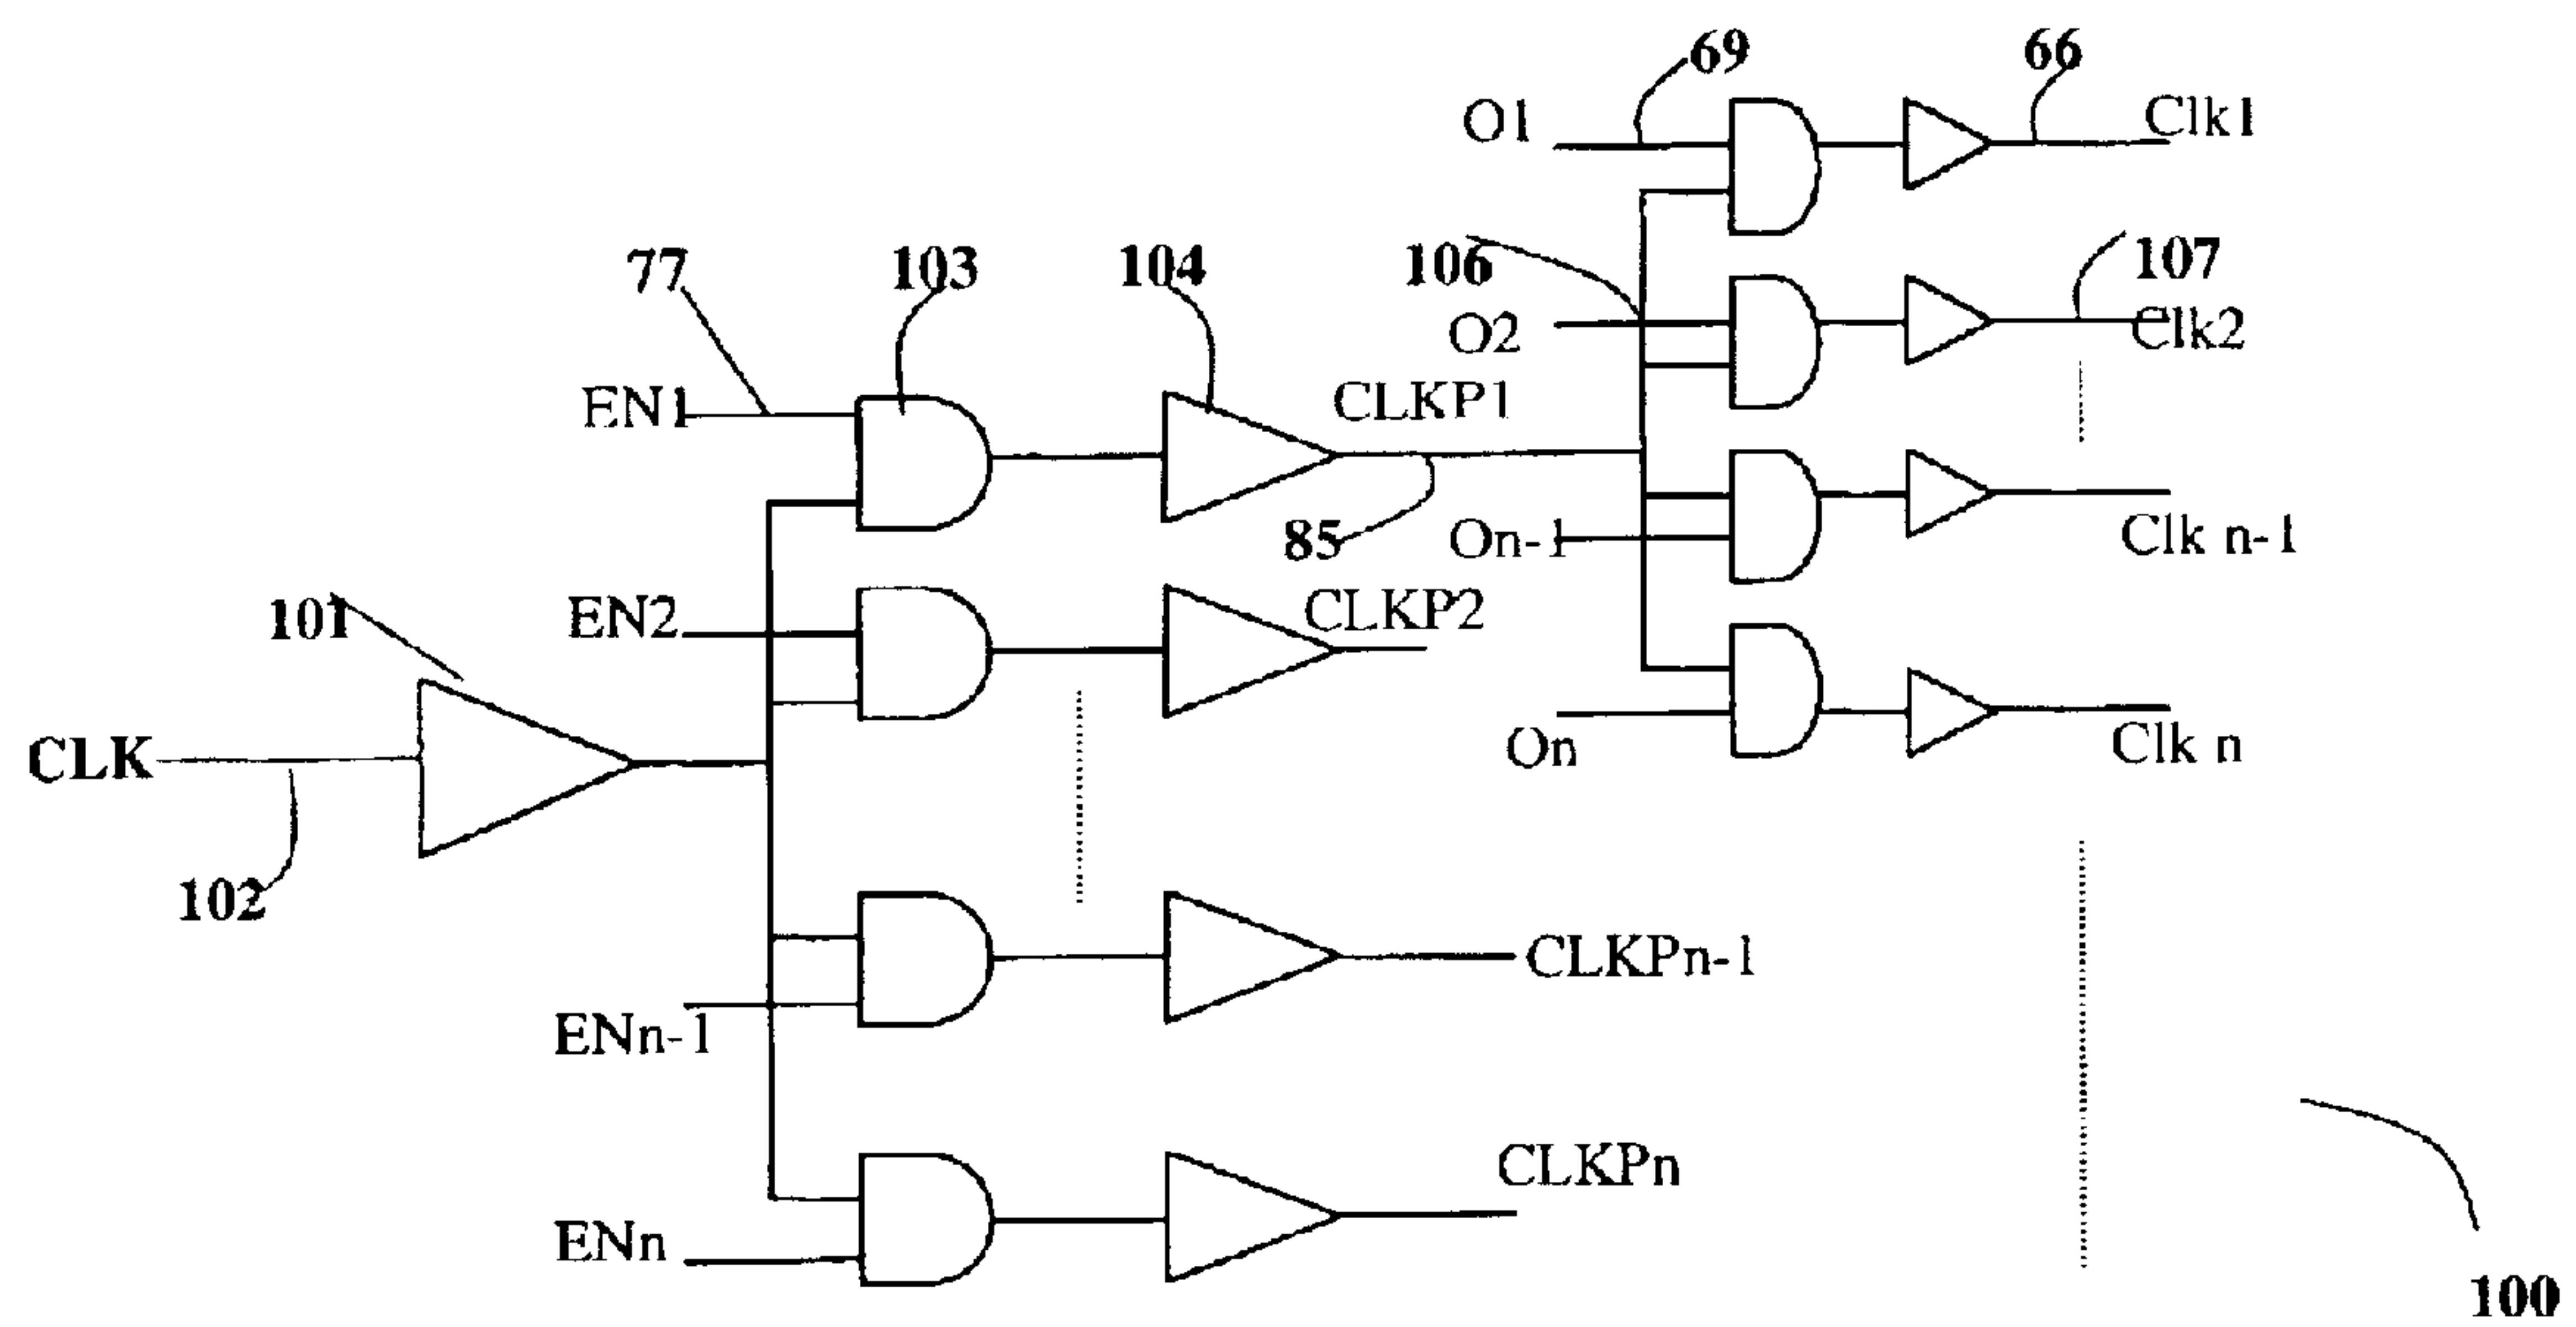 69
66
O1
Clk1
77
103
104
106
107
O2
Clk2
EN1
CLKP1
85
On-1
Clk n-1
101
EN2
CLKP2
On
Clk n
CLK
102
CLKPn-1
ENn-1
CLKPn
ENn
100